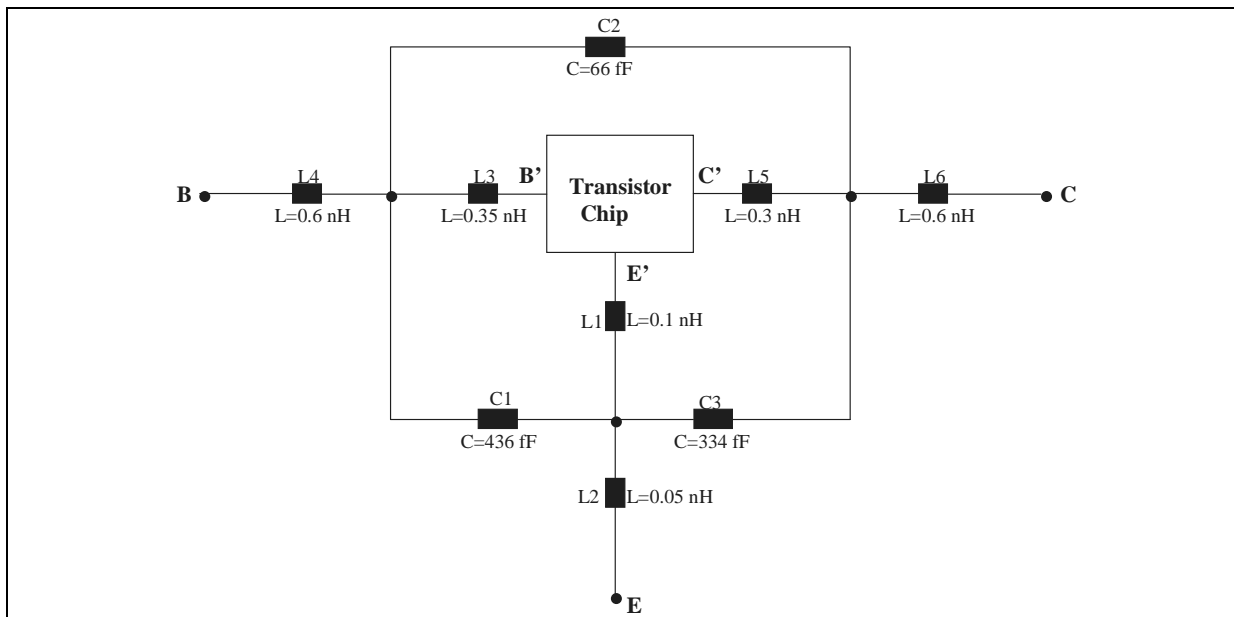 C2
C=66 fF
L4
L3
B'
Transistor
Chip
C'
L5
L6
B
C
L=0.6 nH
L=0.35 nH
L=0.3 nH
L=0.6 nH
E'
L1
L=0.1 nH
C1
C3
C=436 fF
C=334 fF
L2
L=0.05 nH
E